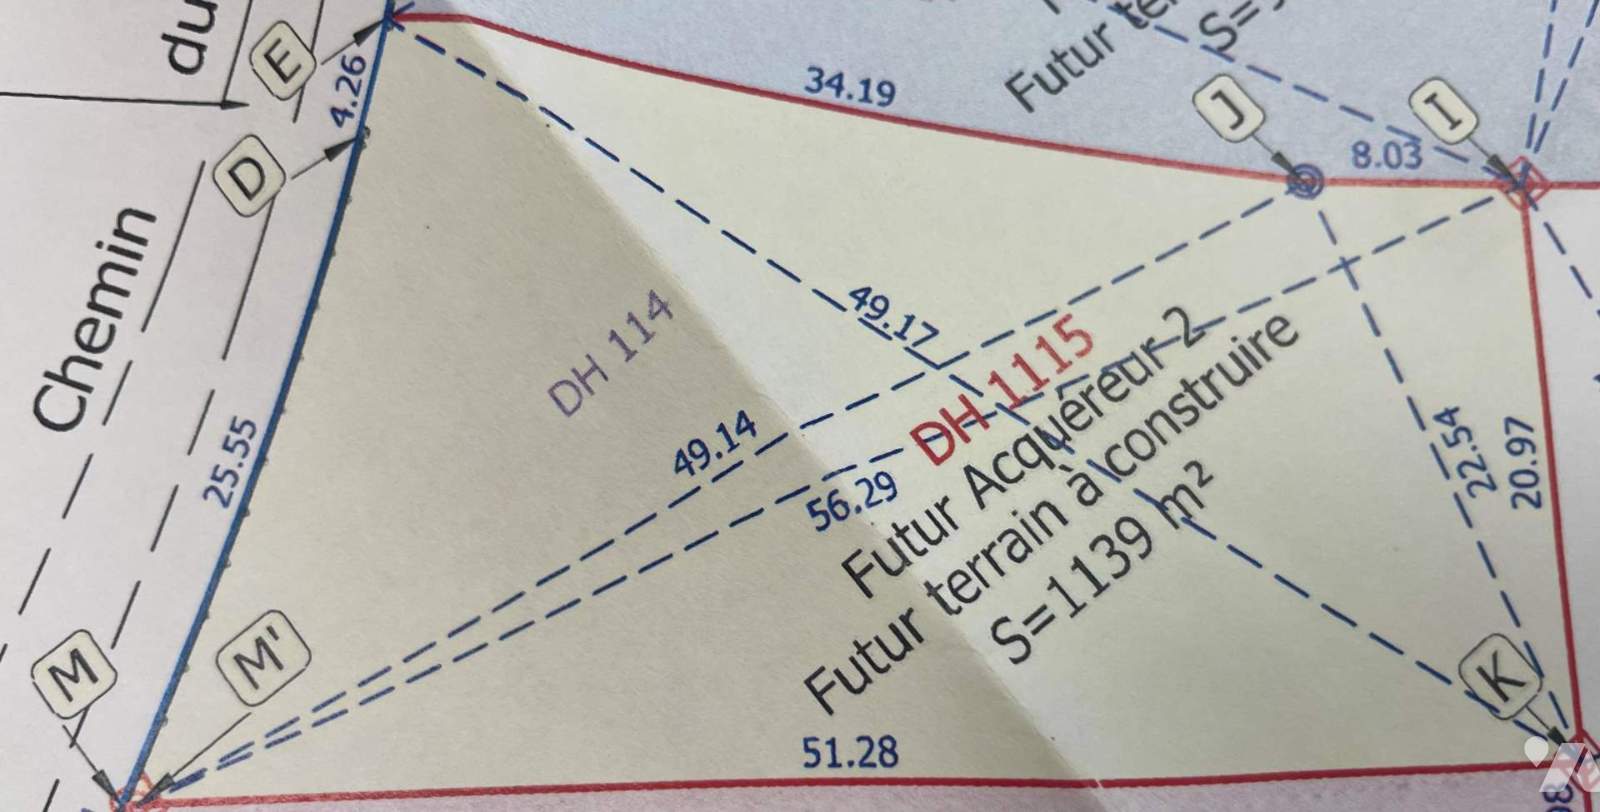 du
E
4.26
D
34.19
Futur
S=
J
I
8.03
Chemin
DH 114
49.17
DH 1115
Futur Acquéreur 2
Futur terrain à construire
S=1139 m²
25.55
49.14
56.29
22.54
20.97
M
M'
K
51.28